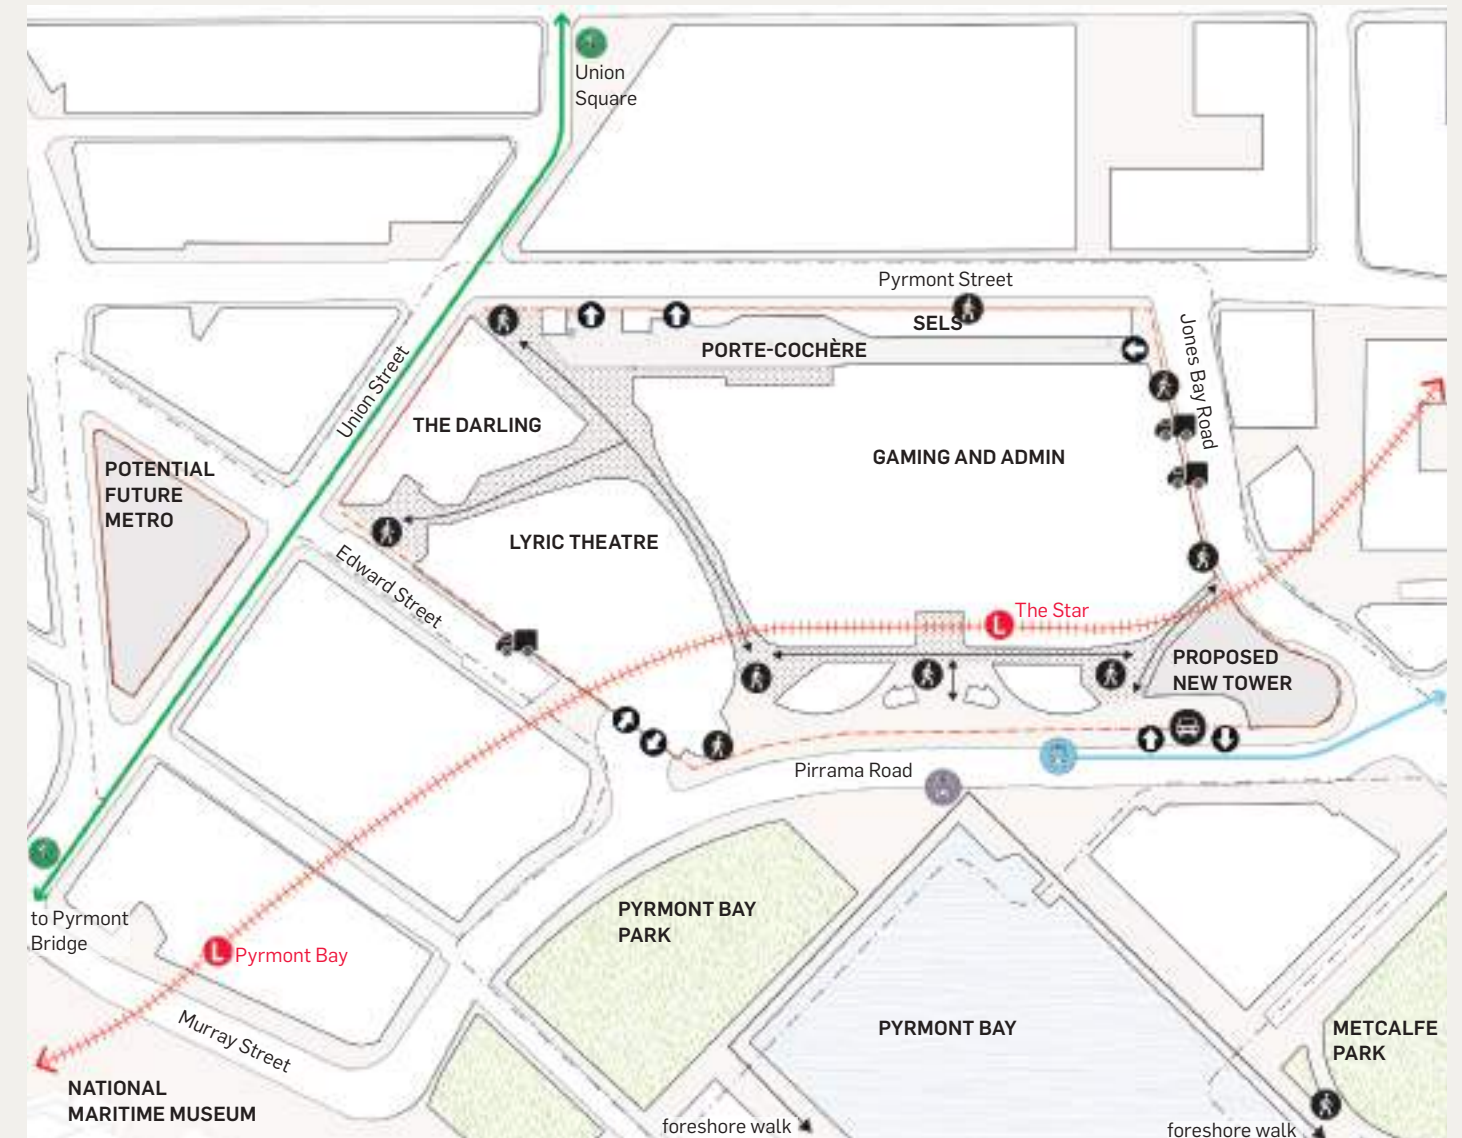 Union
Square
Pyrmont Street
SELS
PORTE-COCHÈRE
Jones Bay Road
Union Street
THE DARLING
GAMING AND ADMIN
POTENTIAL
FUTURE
METRO
LYRIC THEATRE
Edward Street
L
The Star
PROPOSED
NEW TOWER
Pirrama Road
to Pyrmont
Bridge
PYRMONT BAY
PARK
L
Pyrmont Bay
Murray Street
PYRMONT BAY
METCALFE
PARK
NATIONAL
MARITIME MUSEUM
foreshore walk
foreshore walk